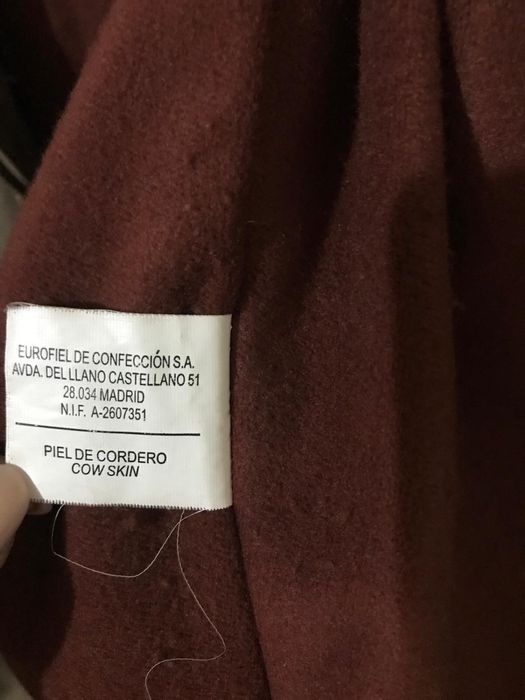 EUROFIEL DE CONFECCIÓN S.A.
AVDA. DEL LLANO CASTELLANO 51
28.034 MADRID
N.I.F. A-2607351
PIEL DE CORDERO
COW SKIN